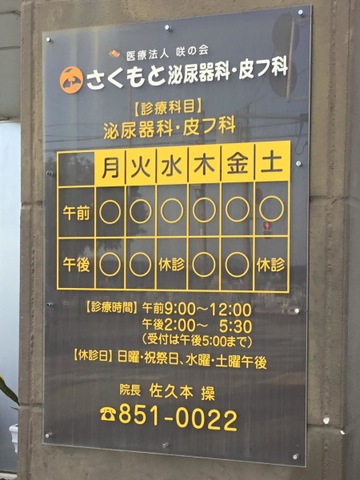 医療法人 咲の会
さくもと泌尿器科・皮フ科
【診療科目】
泌尿器科・皮フ科
月 火 水 木 金 土
午前 ○ ○ ○ ○ ○ ○
午後 ○ ○ 休診 ○ ○ 休診
【診療時間】午前9:00〜12:00
午後2:00〜 5:30
(受付は午後5:00まで)
【休診日】日曜・祝祭日、水曜・土曜午後
院長 佐久本 操
☎851-0022